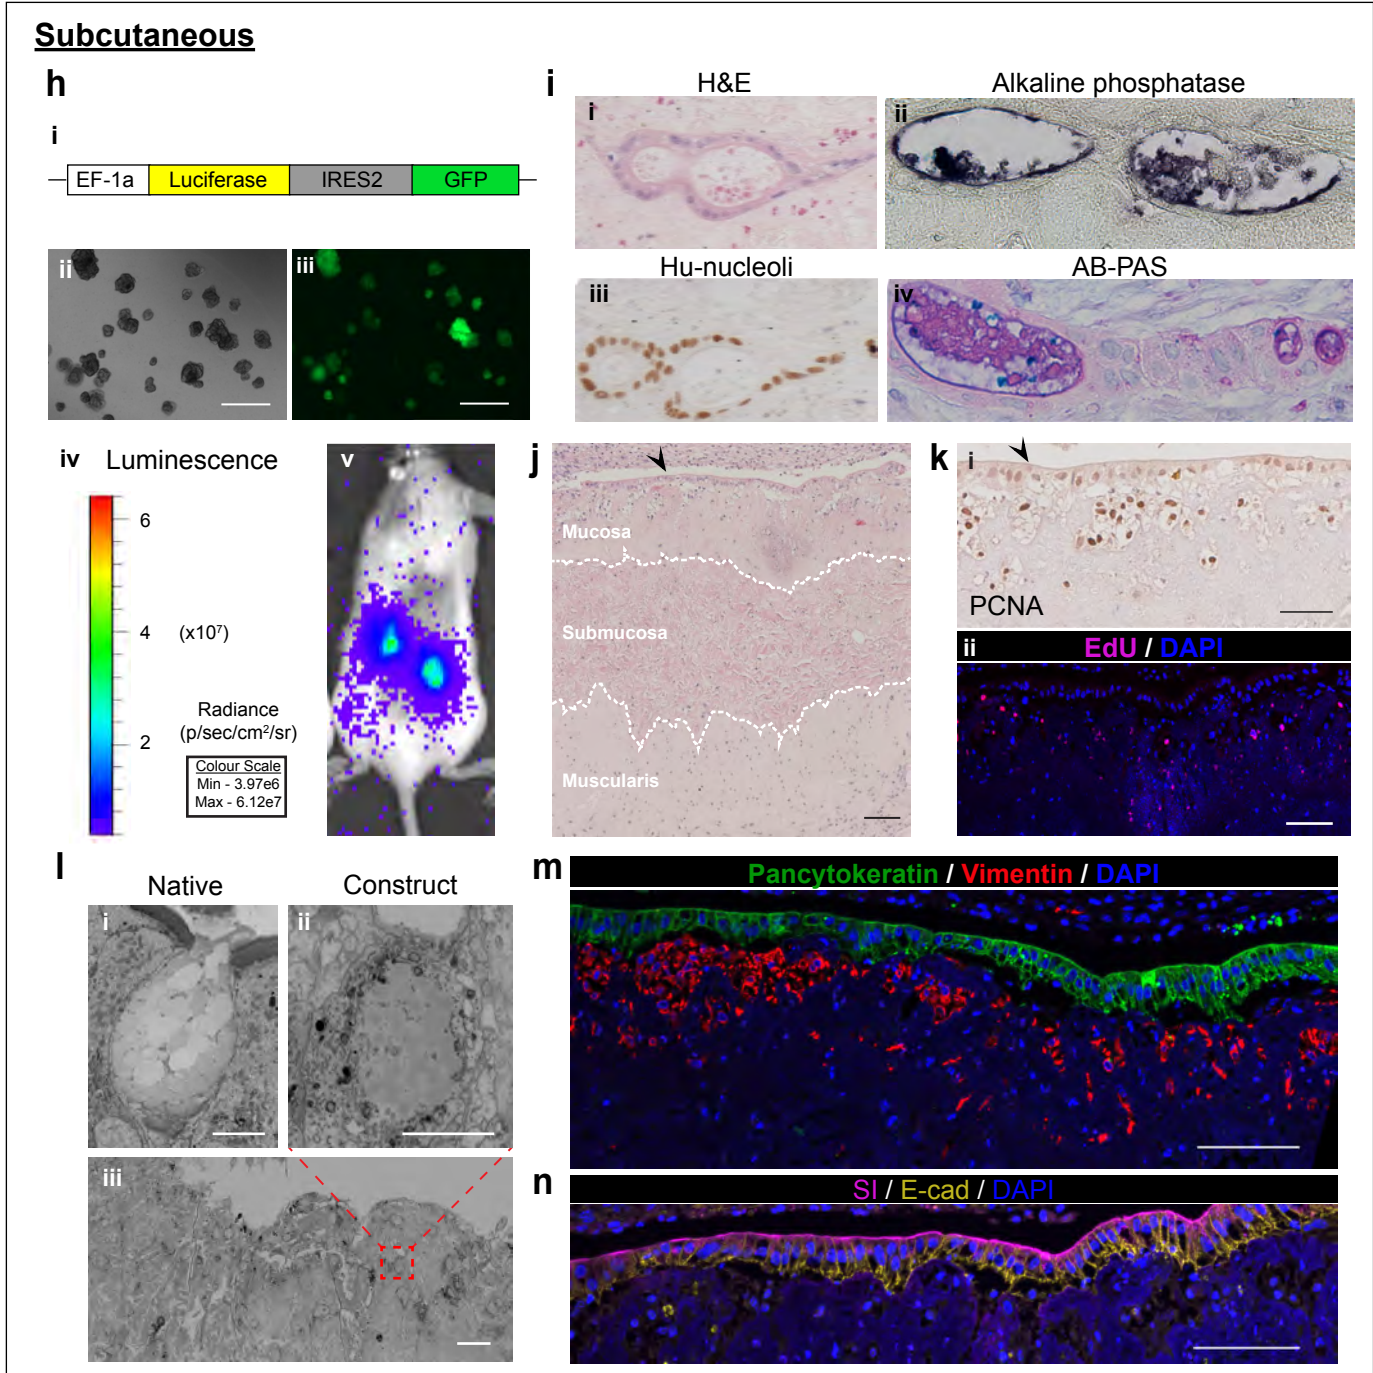 Subcutaneous
h
i
EF-1a Luciferase IRES2 GFP
ii
iii
iv Luminescence
6
4 (x10⁷)
2
Radiance
(p/sec/cm²/sr)
Colour Scale
Min - 3.97e6
Max - 6.12e7
v
i
H&E
Alkaline phosphatase
i
ii
Hu-nucleoli
AB-PAS
iii
iv
j
Mucosa
Submucosa
Muscularis
k
i
PCNA
ii
EdU / DAPI
l
Native
Construct
i
ii
iii
m
Pancytokeratin / Vimentin / DAPI
n
SI / E-cad / DAPI